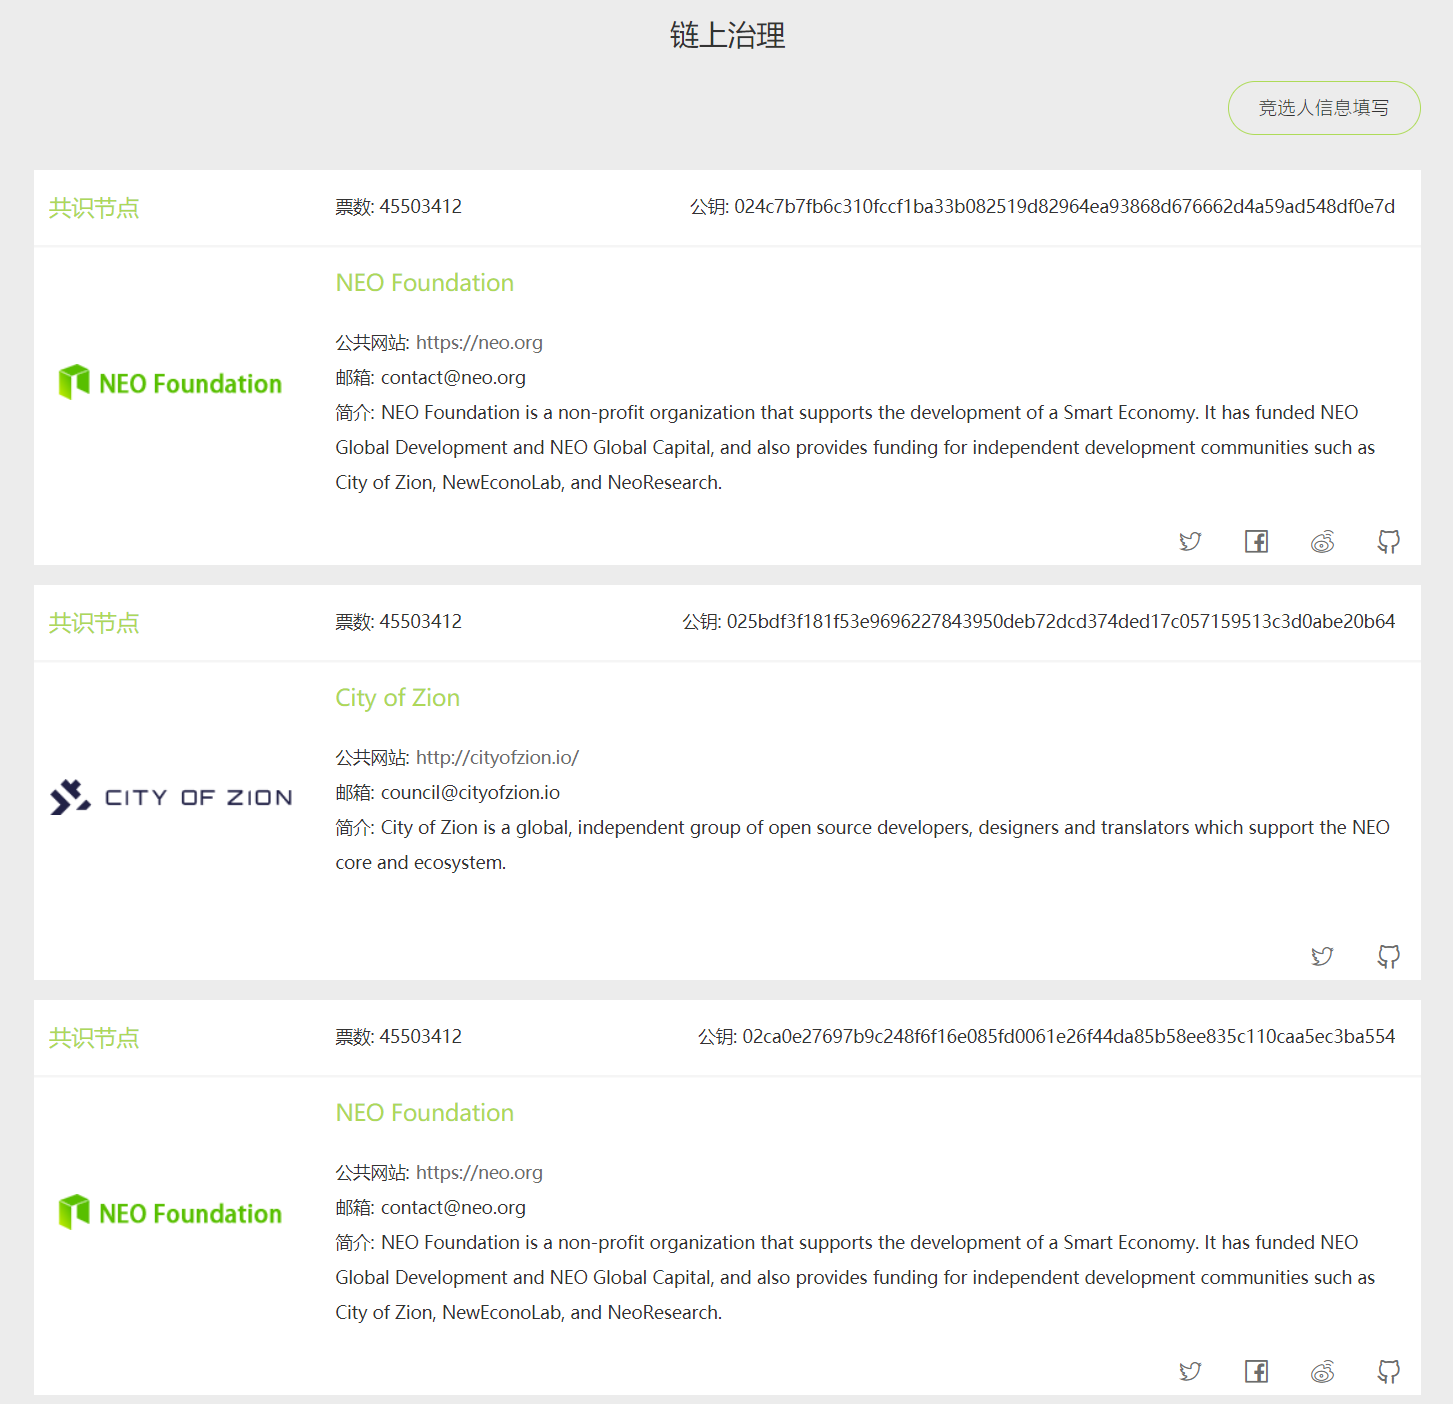 链上治理
竞选人信息填写
共识节点 票数: 45503412 公钥: 024c7b7fb6c310fccf1ba33b082519d82964ea93868d676662d4a59ad548df0e7d
NEO Foundation
公共网站: https://neo.org
NEO Foundation
邮箱: contact@neo.org
简介: NEO Foundation is a non-profit organization that supports the development of a Smart Economy. It has funded NEO
Global Development and NEO Global Capital, and also provides funding for independent development communities such as
City of Zion, NewEconoLab, and NeoResearch.
共识节点 票数: 45503412 公钥: 025bdf3f181f53e9696227843950deb72dcd374ded17c057159513c3d0abe20b64
City of Zion
公共网站: http://cityofzion.io/
CITY OF ZION
邮箱: council@cityofzion.io
简介: City of Zion is a global, independent group of open source developers, designers and translators which support the NEO
core and ecosystem.
共识节点 票数: 45503412 公钥: 02ca0e27697b9c248f6f16e085fd0061e26f44da85b58ee835c110caa5ec3ba554
NEO Foundation
公共网站: https://neo.org
NEO Foundation
邮箱: contact@neo.org
简介: NEO Foundation is a non-profit organization that supports the development of a Smart Economy. It has funded NEO
Global Development and NEO Global Capital, and also provides funding for independent development communities such as
City of Zion, NewEconoLab, and NeoResearch.